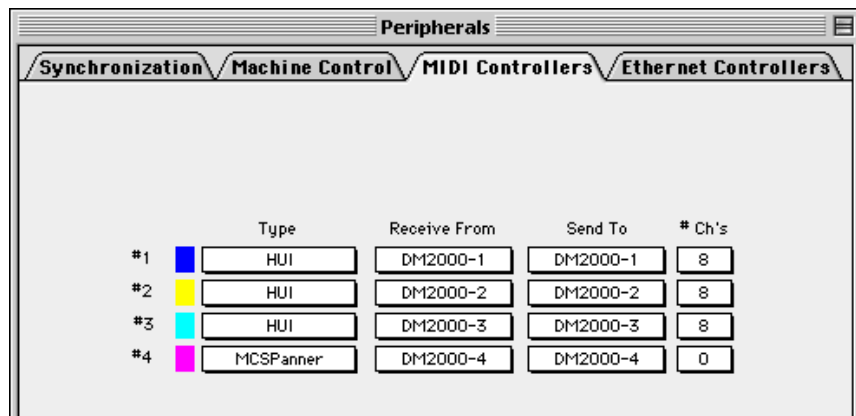 Peripherals
Synchronization Machine Control MIDI Controllers Ethernet Controllers
Type Receive From Send To # Ch's
#1 HUI DM2000-1 DM2000-1 8
#2 HUI DM2000-2 DM2000-2 8
#3 HUI DM2000-3 DM2000-3 8
#4 MCSPanner DM2000-4 DM2000-4 0